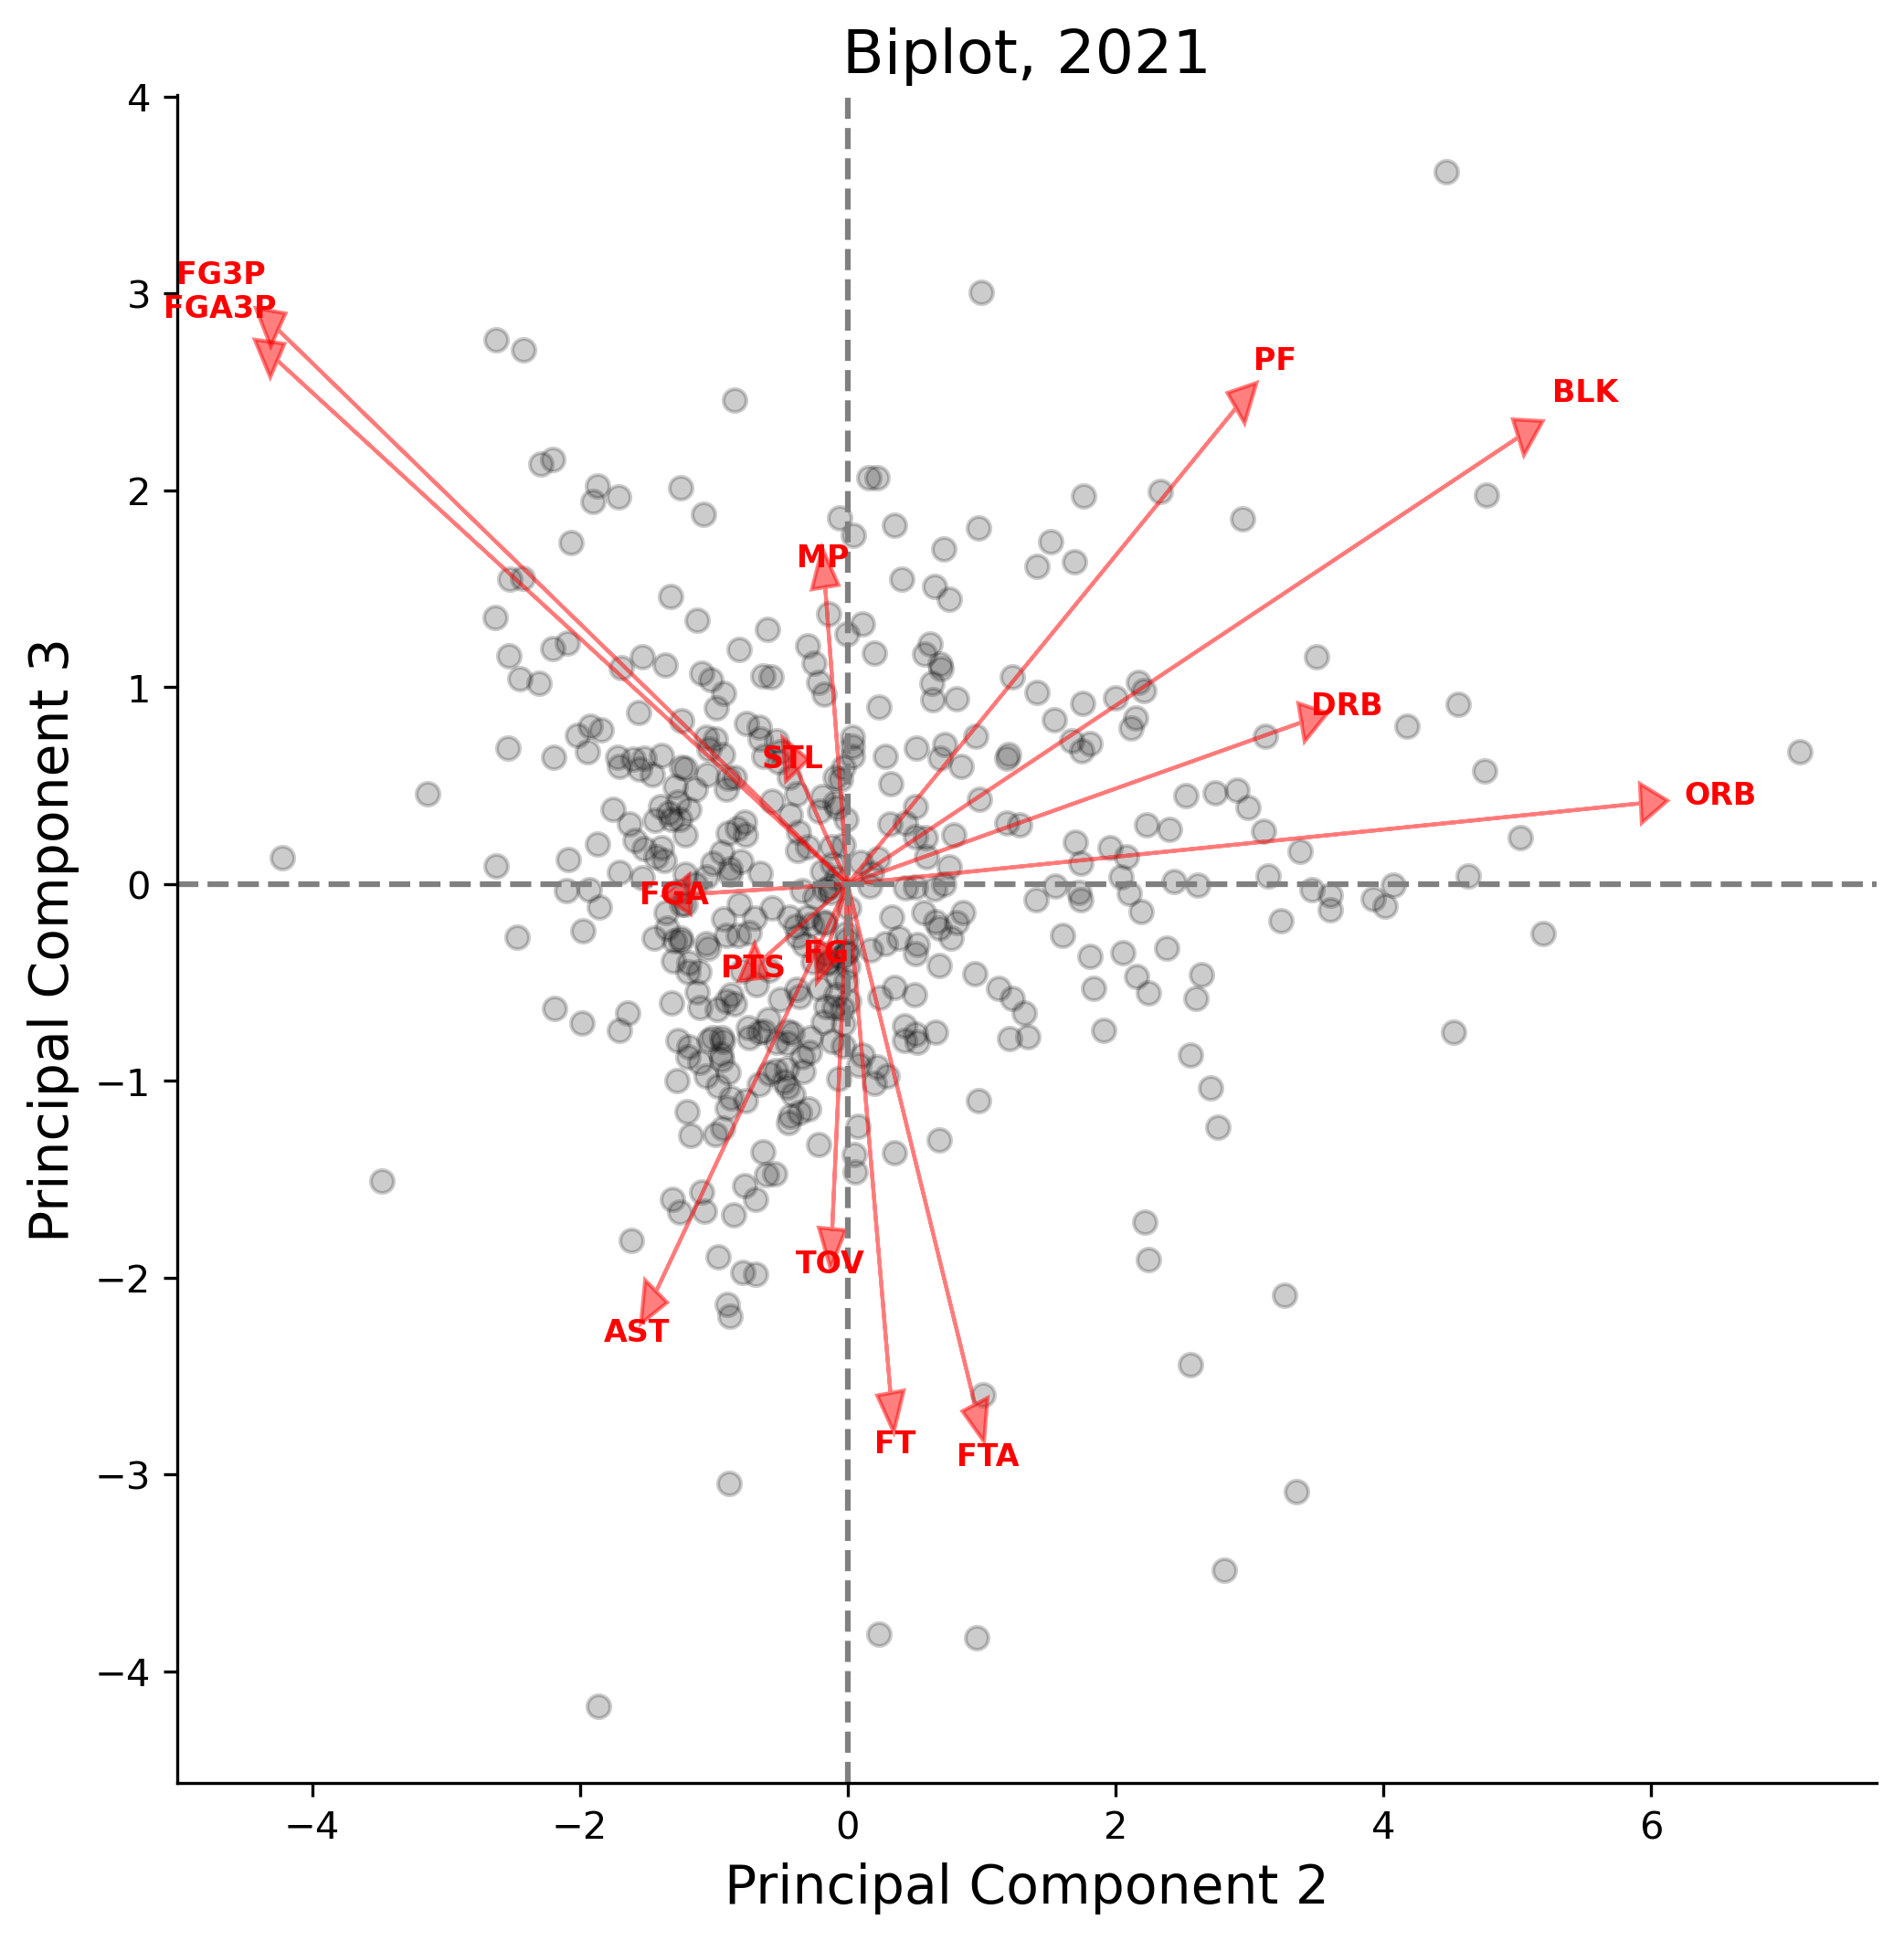 Biplot, 2021
4
3
2
1
0
−1
−2
−3
−4
Principal Component 3
FG3P
FGA3P
PF
BLK
MP
DRB
STL
ORB
FGA
FG
PTS
TOV
AST
FT
FTA
−4 −2 0 2 4 6
Principal Component 2